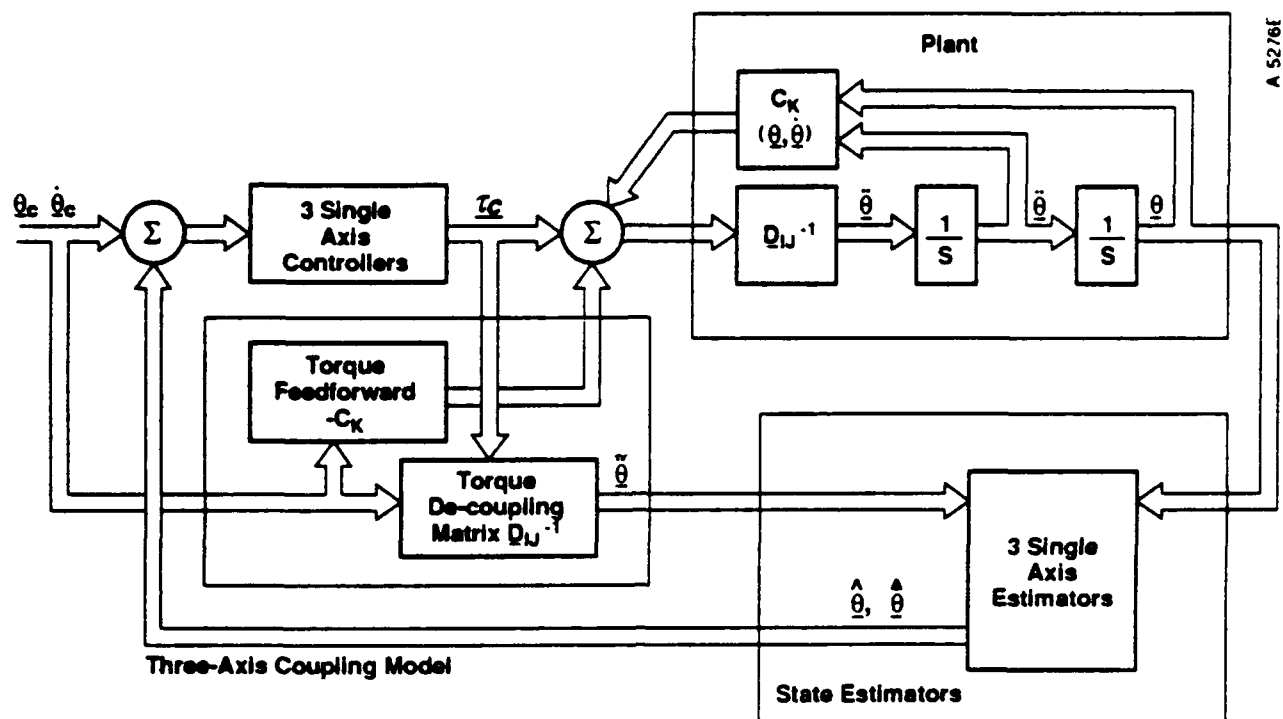 Plant
A 5276E
C_K
(θ, θ̇)
θ_c θ̇_c
Σ
3 Single
Axis
Controllers
τ_c
Σ
D_IJ⁻¹
θ̈
1
S
θ̈
1
S
θ
Torque
Feedforward
-C_K
Torque
De-coupling
Matrix D_IJ⁻¹
θ̃̈
3 Single
Axis
Estimators
θ̂, θ̂̇
Three-Axis Coupling Model
State Estimators